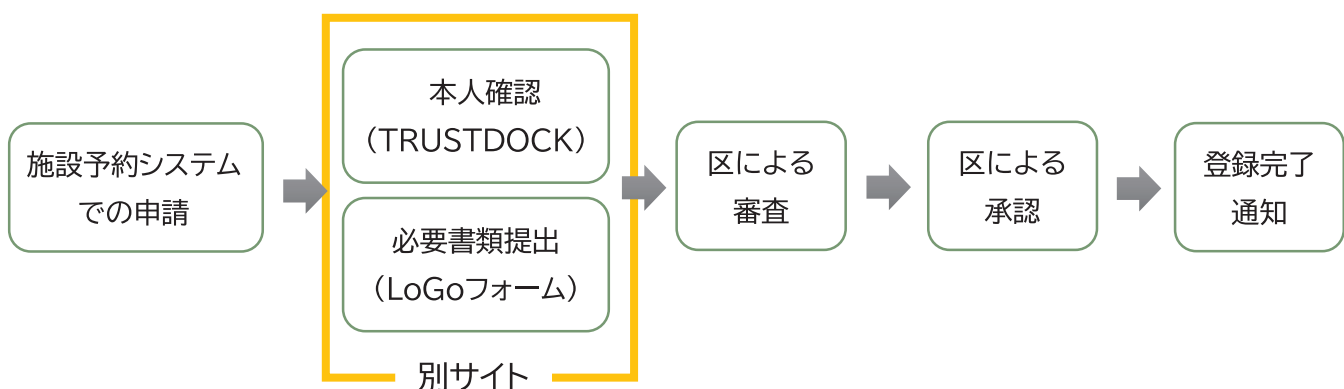 施設予約システム
での申請
本人確認
（TRUSTDOCK）
必要書類提出
（LoGoフォーム）
別サイト
区による
審査
区による
承認
登録完了
通知